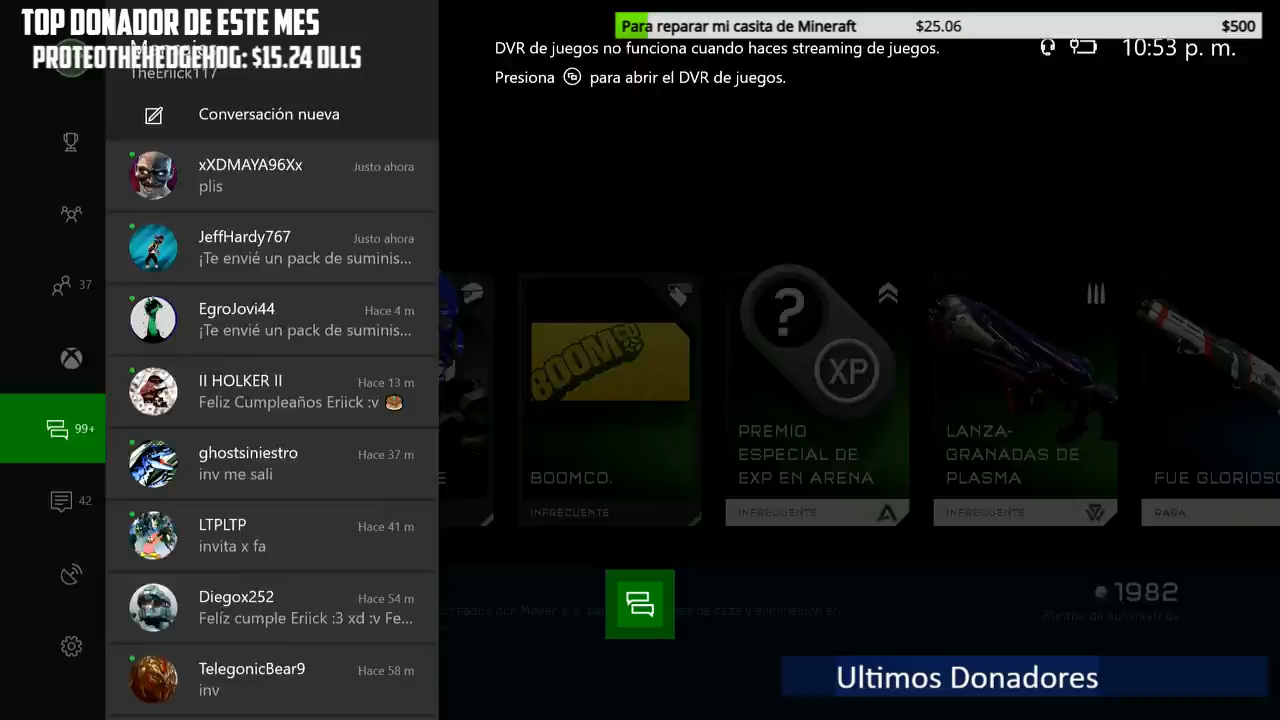 TOP DONADOR DE ESTE MES
PROTEOTHEHEDGEHOG: $15.24 DLLS
TheEriick117
Para reparar mi casita de Mineraft $25.06 $500
DVR de juegos no funciona cuando haces streaming de juegos.
Presiona para abrir el DVR de juegos.
10:53 p. m.
Conversación nueva
xXDMAYA96Xx Justo ahora
plis
JeffHardy767 Justo ahora
¡Te envié un pack de suminis...
37
EgroJovi44 Hace 4 m
¡Te envié un pack de suminis...
II HOLKER II Hace 13 m
Feliz Cumpleaños Eriick :v
99+
ghostsiniestro Hace 37 m
inv me sali
42
LTPLTP Hace 41 m
invita x fa
Diegox252 Hace 54 m
Felíz cumple Eriick :3 xd :v Fe...
TelegonicBear9 Hace 58 m
inv
BOOMCO
BOOMCO.
INFRECUENTE
?
XP
PREMIO
ESPECIAL DE
EXP EN ARENA
INFRECUENTE
LANZA-
GRANADAS DE
PLASMA
INFRECUENTE
FUE GLORIOSO
RARA
1982
Puntos de suministros
Ultimos Donadores